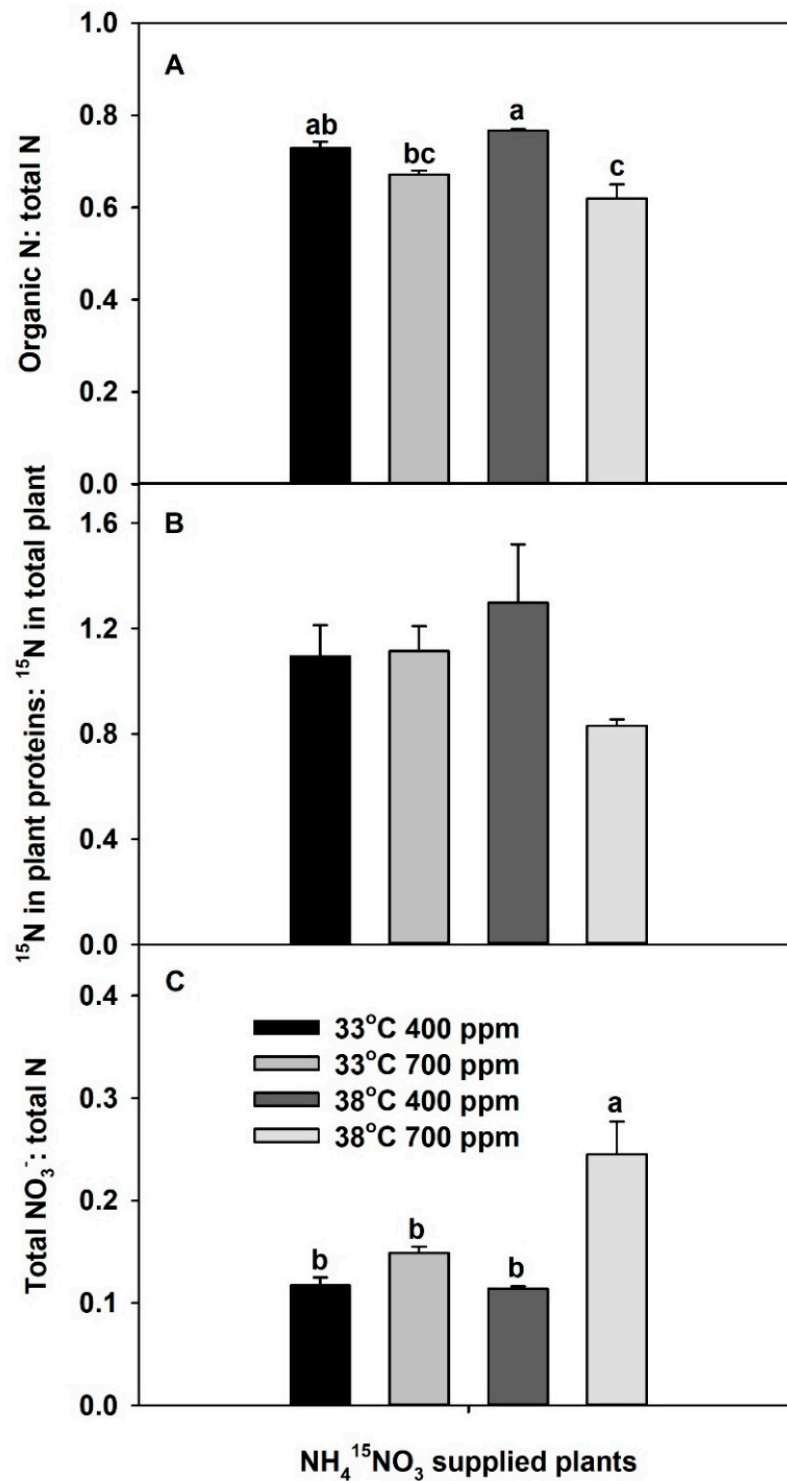 A
Organic N: total N
1.0
0.8
0.6
0.4
0.2
0.0
ab
bc
a
c
B
¹⁵N in plant proteins: ¹⁵N in total plant
1.6
1.2
0.8
0.4
0.0
C
Total NO₃⁻: total N
0.4
0.3
0.2
0.1
0.0
33°C 400 ppm
33°C 700 ppm
38°C 400 ppm
38°C 700 ppm
b
b
b
a
NH₄¹⁵NO₃ supplied plants